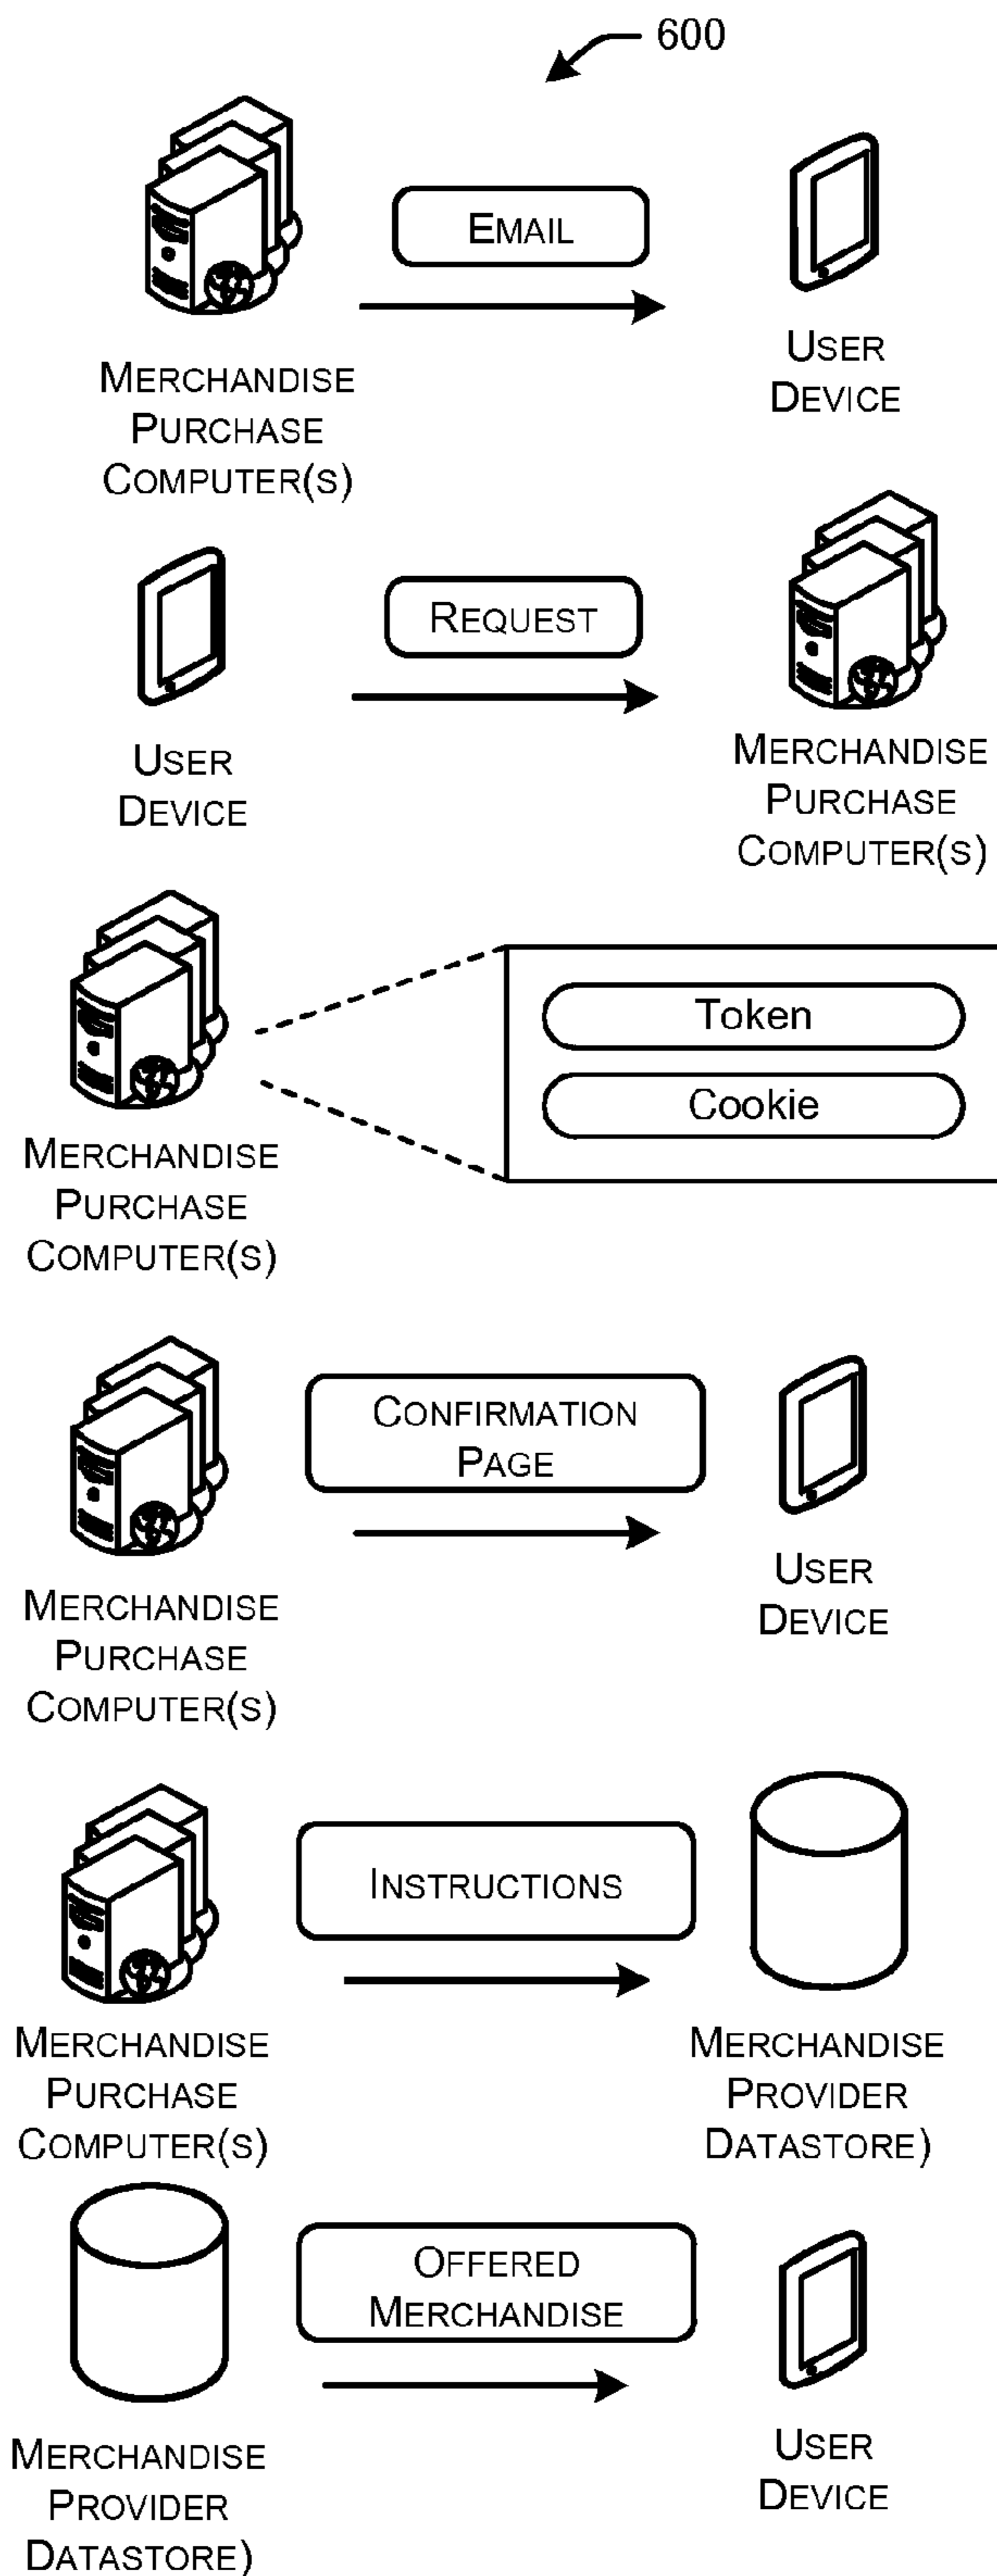 600
EMAIL
USER
DEVICE
MERCHANDISE
PURCHASE
COMPUTER(S)
REQUEST
USER
DEVICE
MERCHANDISE
PURCHASE
COMPUTER(S)
Token
Cookie
MERCHANDISE
PURCHASE
COMPUTER(S)
CONFIRMATION
PAGE
USER
DEVICE
MERCHANDISE
PURCHASE
COMPUTER(S)
INSTRUCTIONS
MERCHANDISE
PURCHASE
COMPUTER(S)
MERCHANDISE
PROVIDER
DATASTORE)
OFFERED
MERCHANDISE
USER
DEVICE
MERCHANDISE
PROVIDER
DATASTORE)